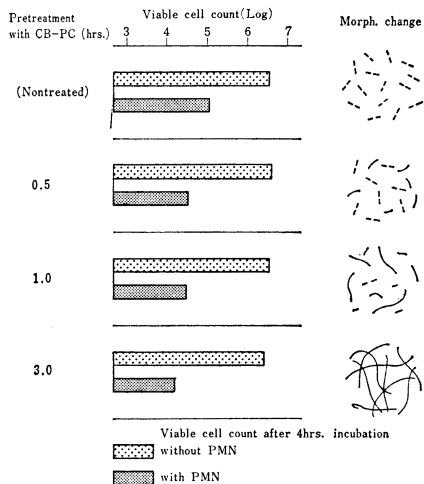 Pretreatment with CB-PC (hrs.)
Viable cell count(Log)
3 4 5 6 7
Morph. change
(Nontreated)
0.5
1.0
3.0
Viable cell count after 4hrs. incubation
without PMN
with PMN